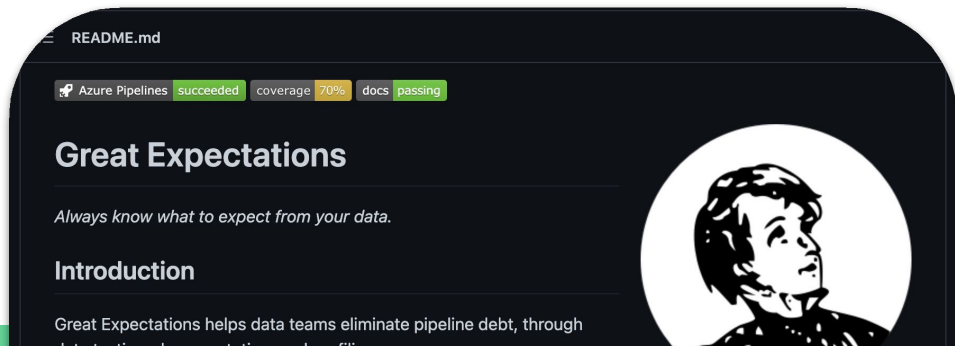 README.md
Azure Pipelines succeeded coverage 70% docs passing
Great Expectations
Always know what to expect from your data.
Introduction
Great Expectations helps data teams eliminate pipeline debt, through